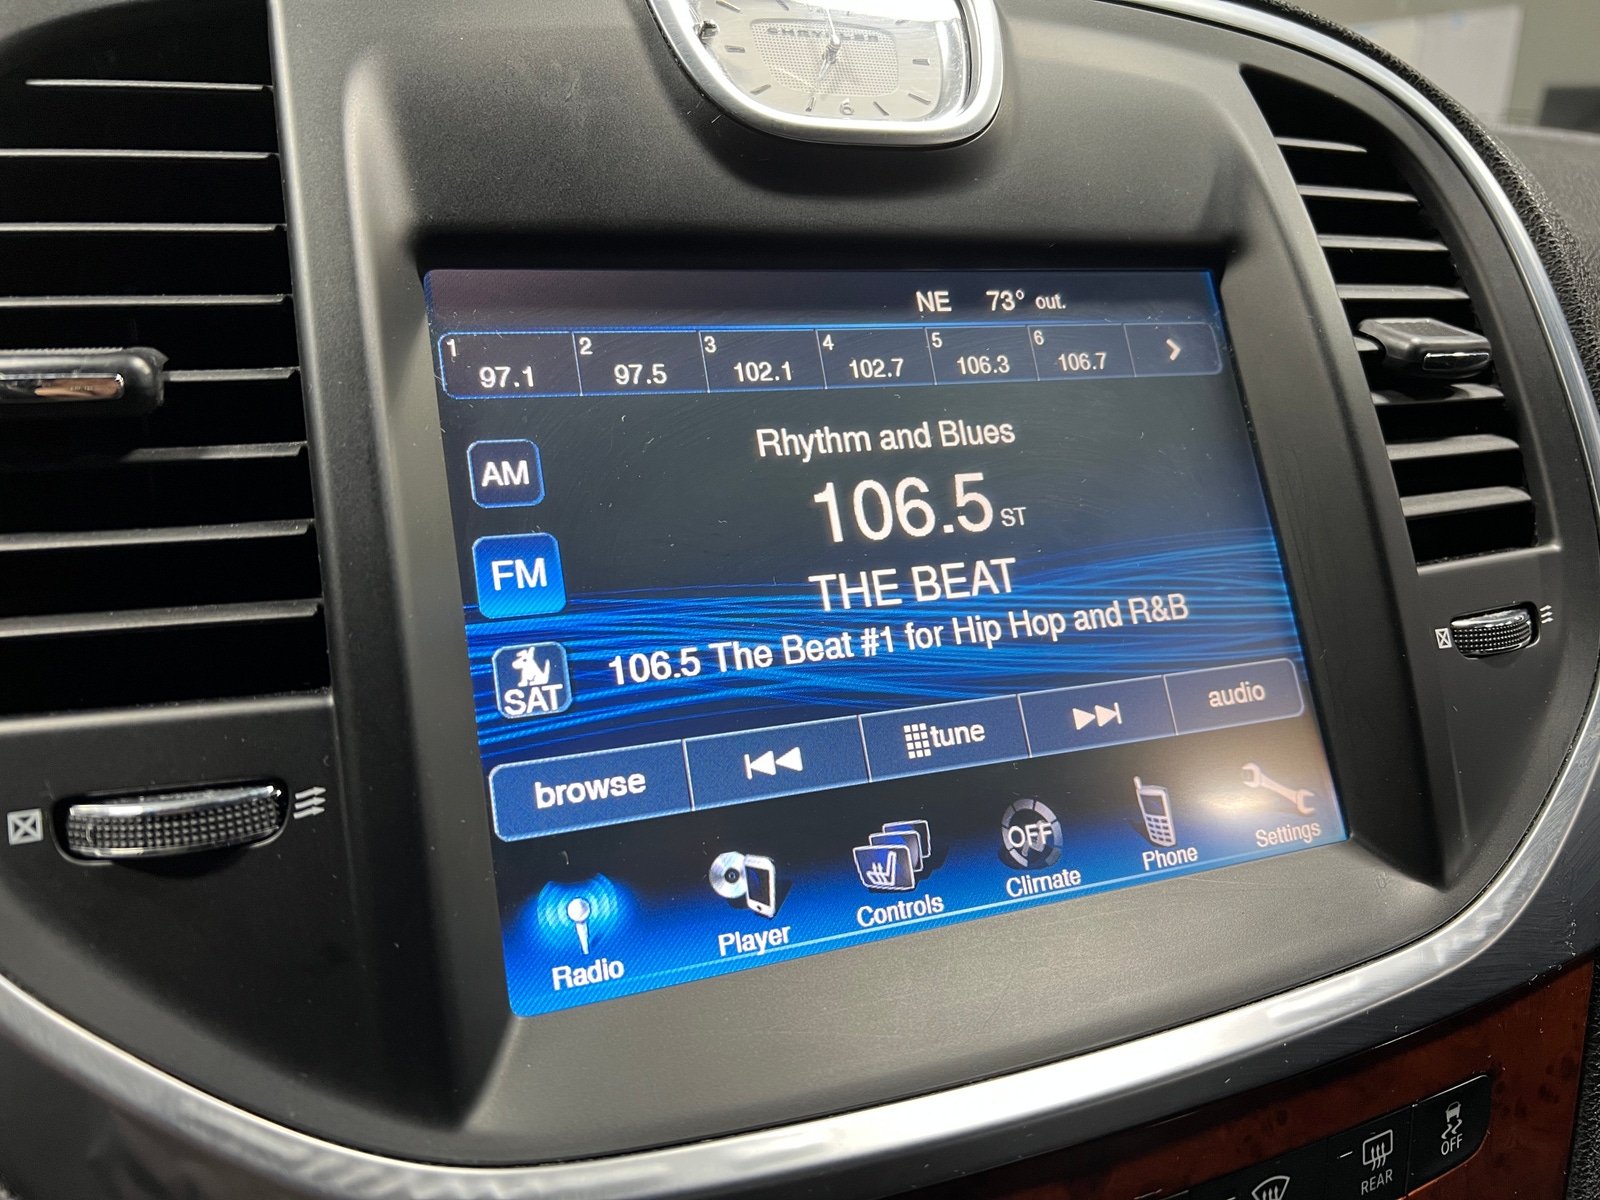 CHRYSLER
6
NE 73° out.
1 97.1 2 97.5 3 102.1 4 102.7 5 106.3 6 106.7
Rhythm and Blues
AM
106.5 ST
FM
THE BEAT
106.5 The Beat #1 for Hip Hop and R&B
SAT
browse tune audio
OFF
Radio Player Controls Climate Phone Settings
OFF
REAR